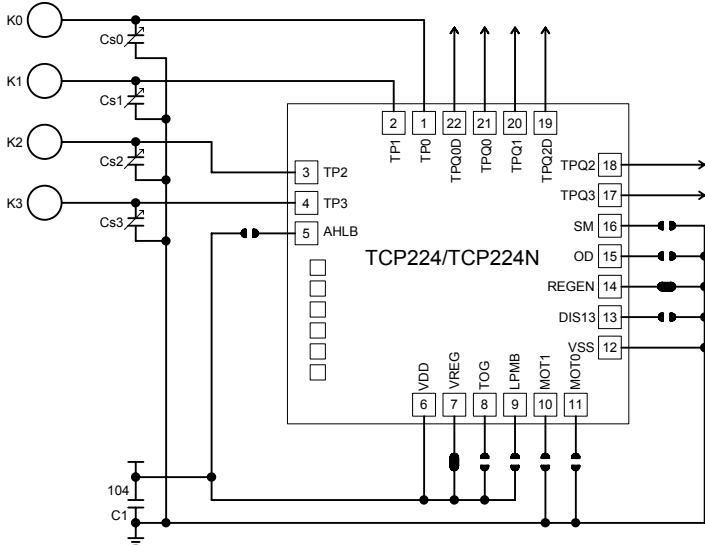 K0
Cs0
K1
Cs1
K2
Cs2
K3
Cs3
2 1 22 21 20 19
TP1 TP0 TPQ0D TPQ0 TPQ1 TPQ2D
3 TP2
4 TP3
5 AHLB
TCP224/TCP224N
TPQ2 18
TPQ3 17
SM 16
OD 15
REGEN 14
DIS13 13
VSS 12
VDD VREG TOG LPMB MOT1 MOT0
6 7 8 9 10 11
104
C1